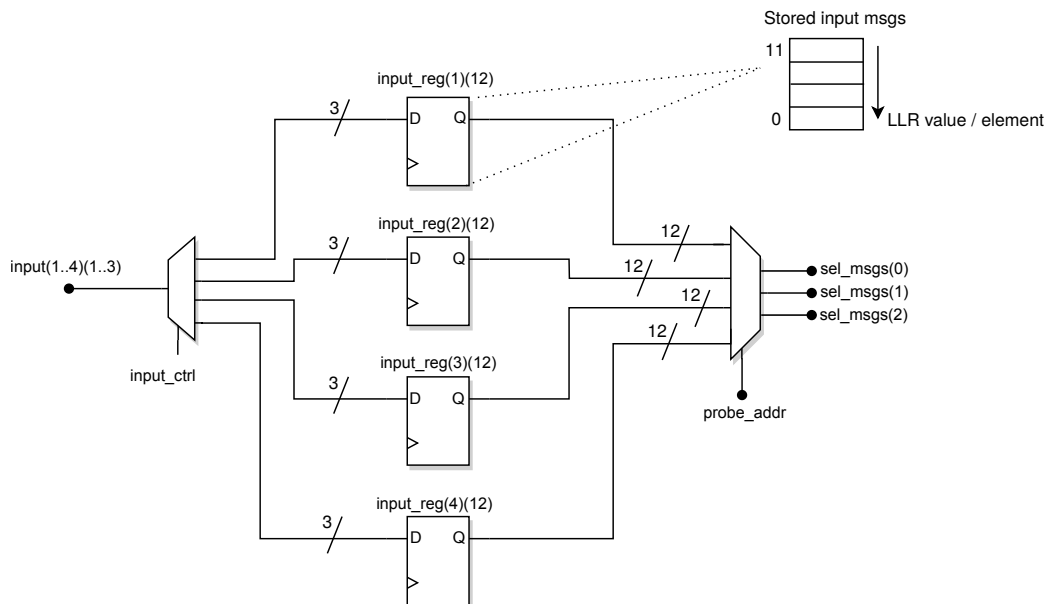 Stored input msgs
11
0
LLR value / element
input_reg(1)(12)
3
D
Q
input_reg(2)(12)
3
D
Q
12
12
12
12
input(1..4)(1..3)
input_ctrl
sel_msgs(0)
sel_msgs(1)
sel_msgs(2)
probe_addr
input_reg(3)(12)
3
D
Q
input_reg(4)(12)
3
D
Q